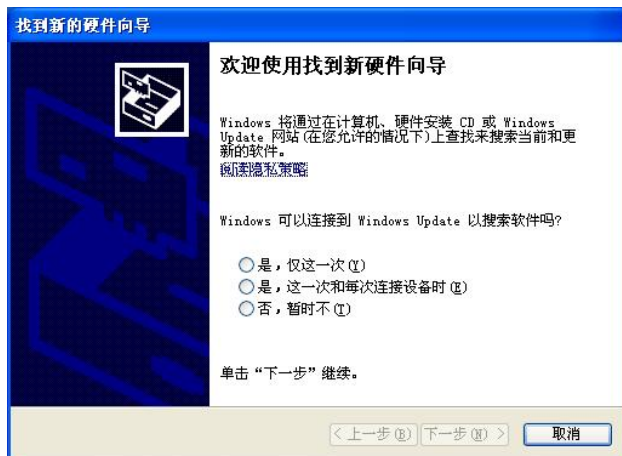 找到新的硬件向导
欢迎使用找到新硬件向导
Windows 将通过在计算机、硬件安装 CD 或 Windows
Update 网站(在您允许的情况下)上查找来搜索当前和更
新的软件。
阅读隐私策略
Windows 可以连接到 Windows Update 以搜索软件吗?
是，仅这一次(Y)
是，这一次和每次连接设备时(E)
否，暂时不(T)
单击“下一步”继续。
< 上一步(B) 下一步(N) > 取消